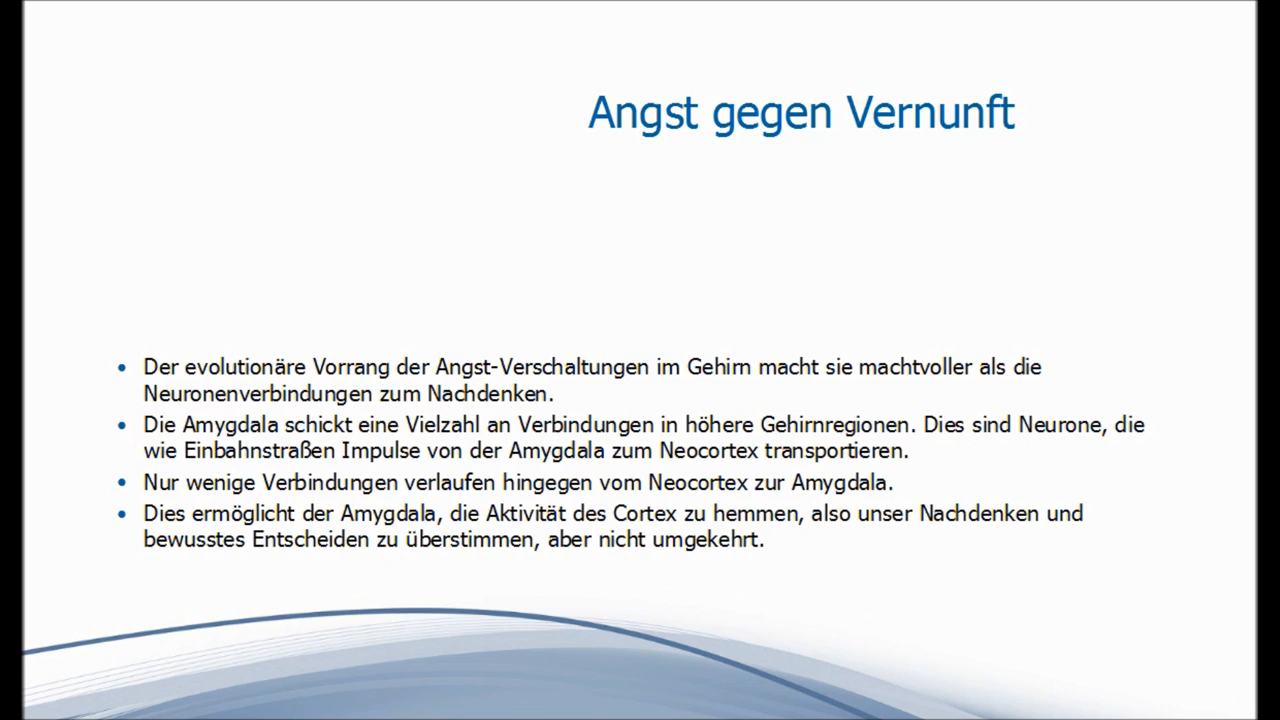 Angst gegen Vernunft
• Der evolutionäre Vorrang der Angst-Verschaltungen im Gehirn macht sie machtvoller als die
Neuronenverbindungen zum Nachdenken.
• Die Amygdala schickt eine Vielzahl an Verbindungen in höhere Gehirnregionen. Dies sind Neurone, die
wie Einbahnstraßen Impulse von der Amygdala zum Neocortex transportieren.
• Nur wenige Verbindungen verlaufen hingegen vom Neocortex zur Amygdala.
• Dies ermöglicht der Amygdala, die Aktivität des Cortex zu hemmen, also unser Nachdenken und
bewusstes Entscheiden zu überstimmen, aber nicht umgekehrt.